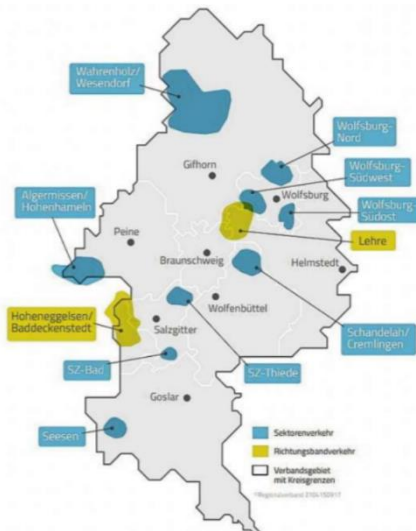 Wahrenholz/
Wesendorf
Wolfsburg-
Nord
Gifhorn
Wolfsburg-
Südwest
Wolfsburg
Algermissen/
Hohenhameln
Wolfsburg-
Südost
Peine
Lehre
Braunschweig
Helmstedt
Hoheneggelsen/
Baddeckenstedt
Wolfenbüttel
Salzgitter
Schandelah/
Cremlingen
SZ-Bad
SZ-Thiede
Goslar
Seesen
Sektorenverkehr
Richtungsbandverkehr
Verbandsgebiet
mit Kreisgrenzen